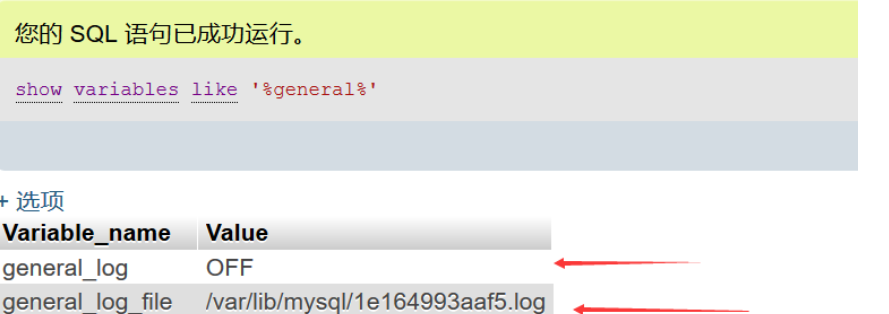 您的 SQL 语句已成功运行。
show variables like '%general%'
+ 选项
Variable_name Value
general_log OFF
general_log_file /var/lib/mysql/1e164993aaf5.log